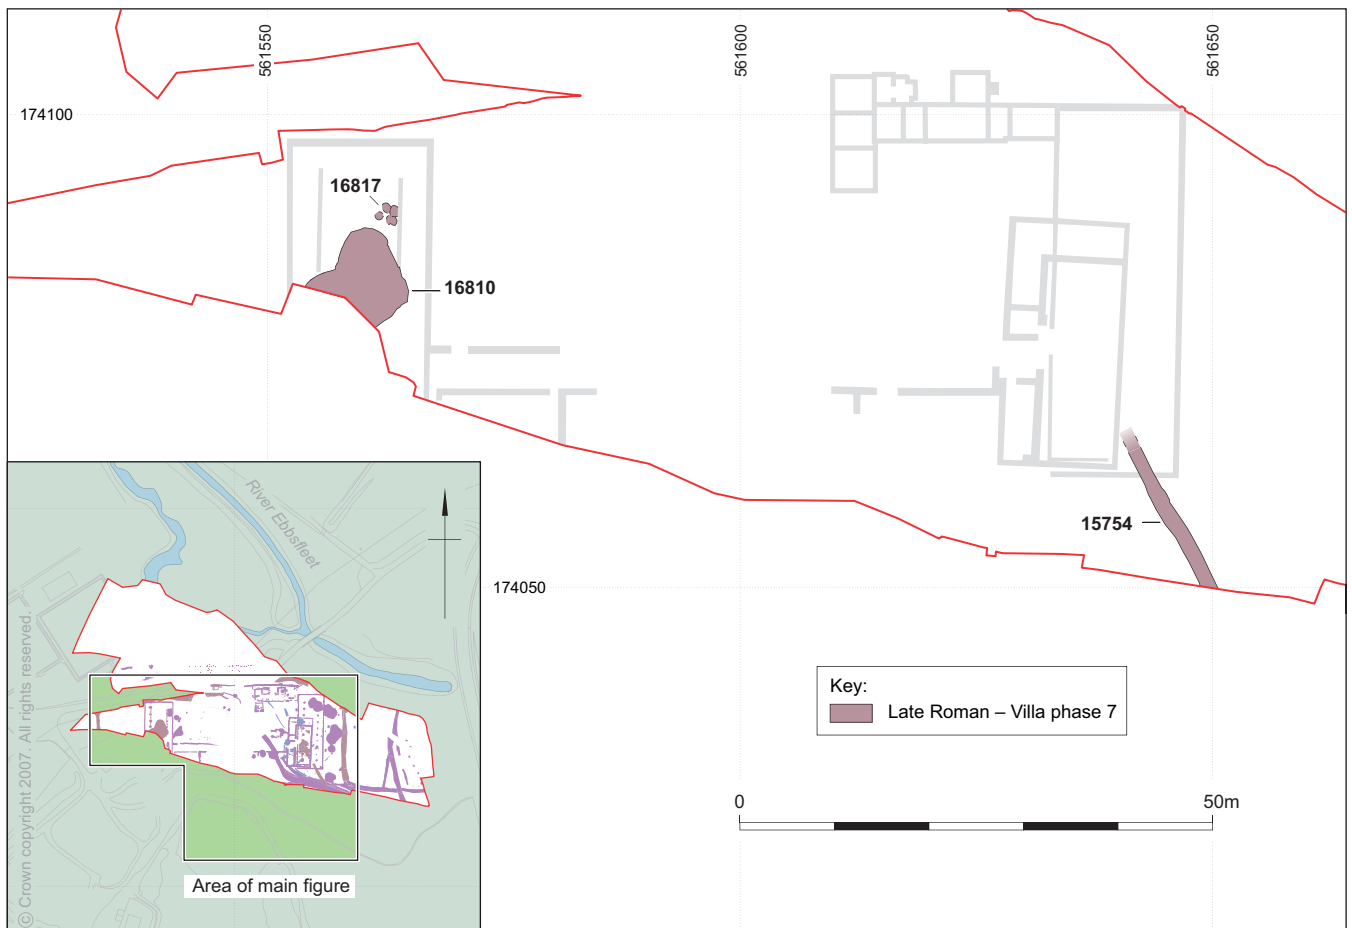 561550
561600
561650
174100
16817
16810
15754
174050
River Ebbsfleet
© Crown copyright 2007. All rights reserved.
Area of main figure
Key:
Late Roman – Villa phase 7
0
50m